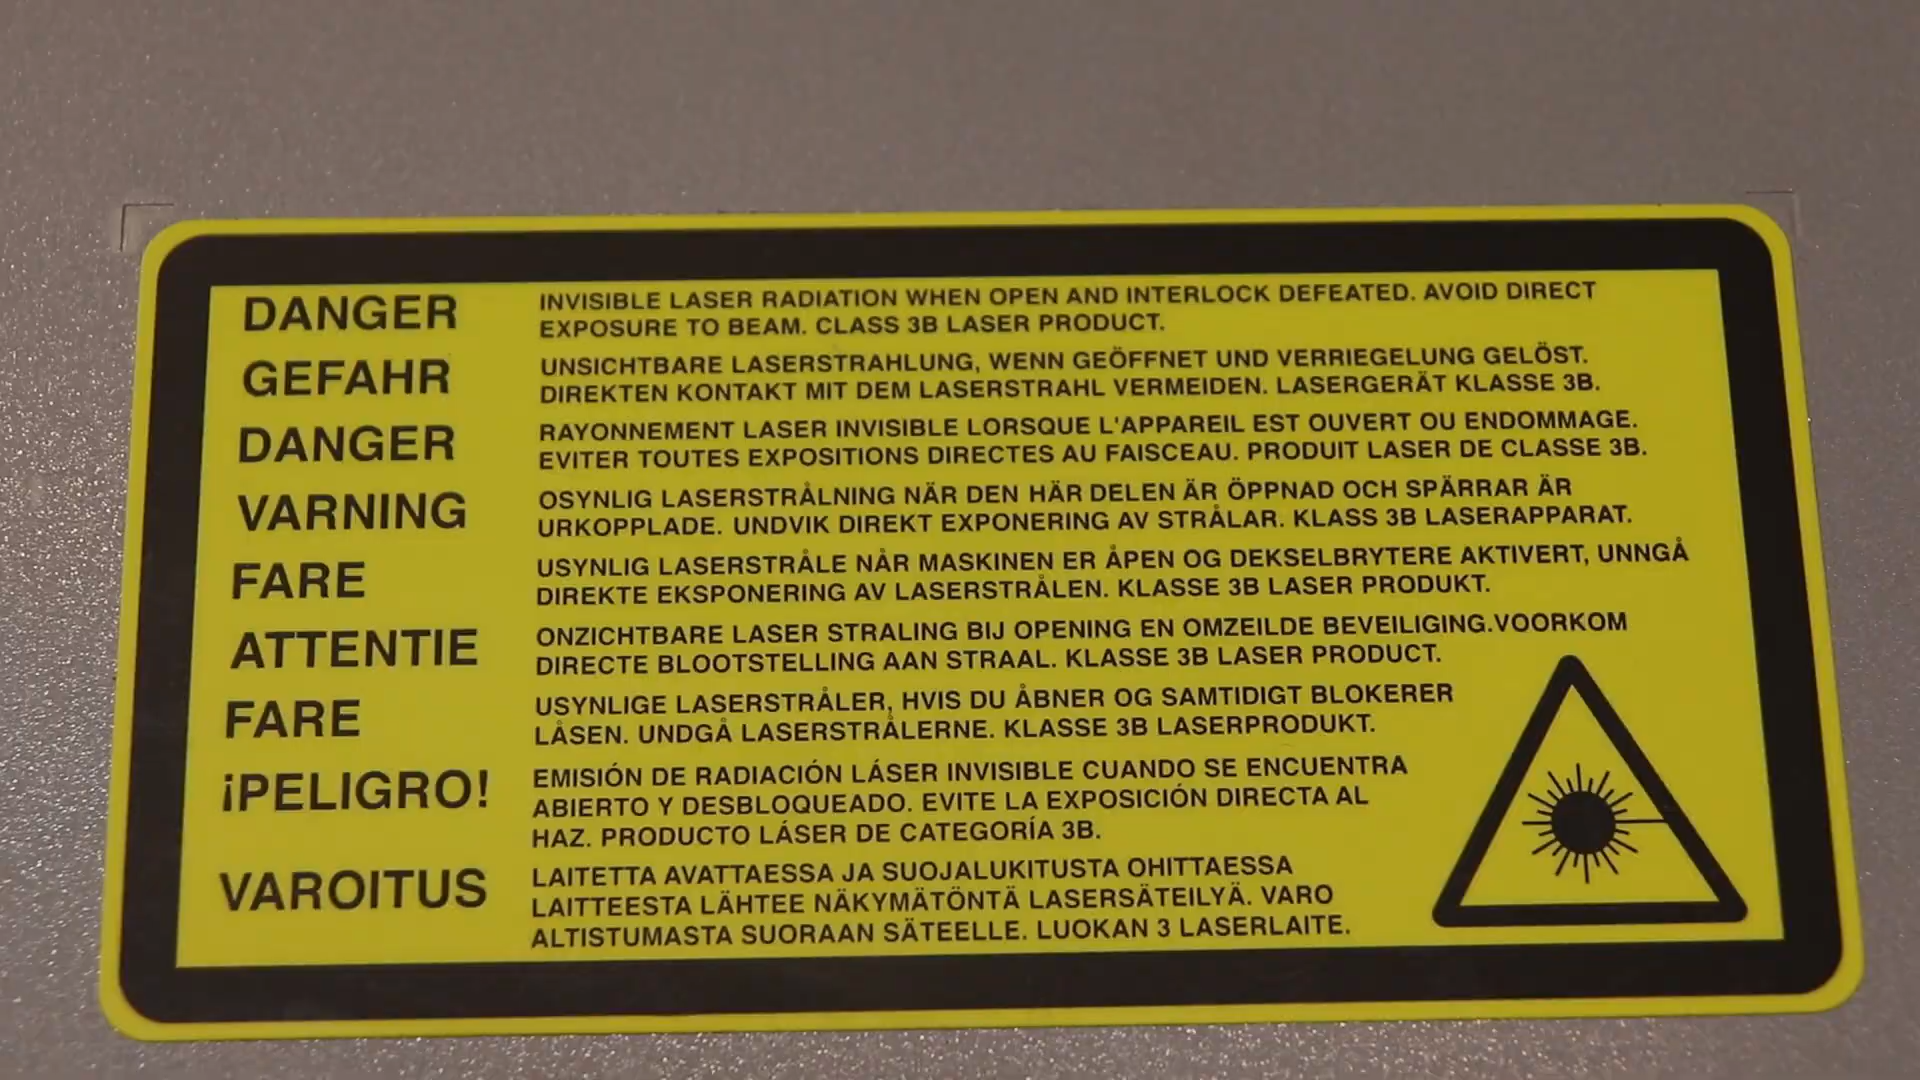 DANGER INVISIBLE LASER RADIATION WHEN OPEN AND INTERLOCK DEFEATED. AVOID DIRECT
EXPOSURE TO BEAM. CLASS 3B LASER PRODUCT.
GEFAHR UNSICHTBARE LASERSTRAHLUNG, WENN GEÖFFNET UND VERRIEGELUNG GELÖST.
DIREKTEN KONTAKT MIT DEM LASERSTRAHL VERMEIDEN. LASERGERÄT KLASSE 3B.
DANGER RAYONNEMENT LASER INVISIBLE LORSQUE L'APPAREIL EST OUVERT OU ENDOMMAGE.
EVITER TOUTES EXPOSITIONS DIRECTES AU FAISCEAU. PRODUIT LASER DE CLASSE 3B.
VARNING OSYNLIG LASERSTRÅLNING NÄR DEN HÄR DELEN ÄR ÖPPNAD OCH SPÄRRAR ÄR
URKOPPLADE. UNDVIK DIREKT EXPONERING AV STRÅLAR. KLASS 3B LASERAPPARAT.
FARE USYNLIG LASERSTRÅLE NÅR MASKINEN ER ÅPEN OG DEKSELBRYTERE AKTIVERT, UNNGÅ
DIREKTE EKSPONERING AV LASERSTRÅLEN. KLASSE 3B LASER PRODUKT.
ATTENTIE ONZICHTBARE LASER STRALING BIJ OPENING EN OMZEILDE BEVEILIGING.VOORKOM
DIRECTE BLOOTSTELLING AAN STRAAL. KLASSE 3B LASER PRODUCT.
FARE USYNLIGE LASERSTRÅLER, HVIS DU ÅBNER OG SAMTIDIGT BLOKERER
LÅSEN. UNDGÅ LASERSTRÅLERNE. KLASSE 3B LASERPRODUKT.
¡PELIGRO! EMISIÓN DE RADIACIÓN LÁSER INVISIBLE CUANDO SE ENCUENTRA
ABIERTO Y DESBLOQUEADO. EVITE LA EXPOSICIÓN DIRECTA AL
HAZ. PRODUCTO LÁSER DE CATEGORÍA 3B.
VAROITUS LAITETTA AVATTAESSA JA SUOJALUKITUSTA OHITTAESSA
LAITTEESTA LÄHTEE NÄKYMÄTÖNTÄ LASERSÄTEILYÄ. VARO
ALTISTUMASTA SUORAAN SÄTEELLE. LUOKAN 3 LASERLAITE.